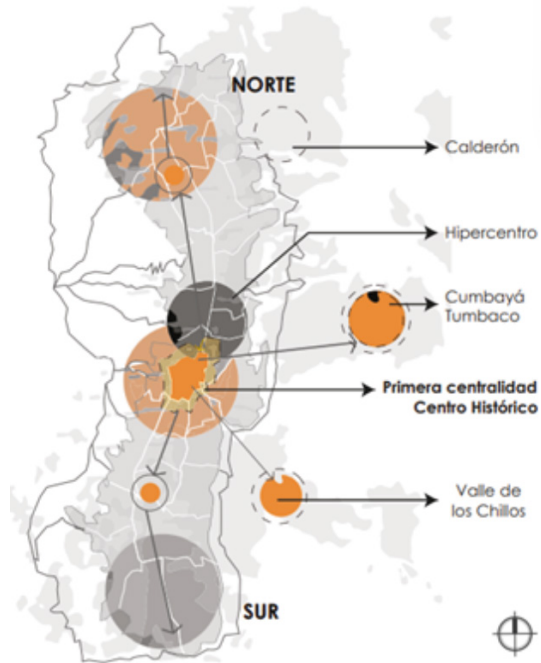 NORTE
Calderón
Hipercentro
Cumbayá
Tumbaco
Primera centralidad
Centro Histórico
Valle de
los Chillos
SUR